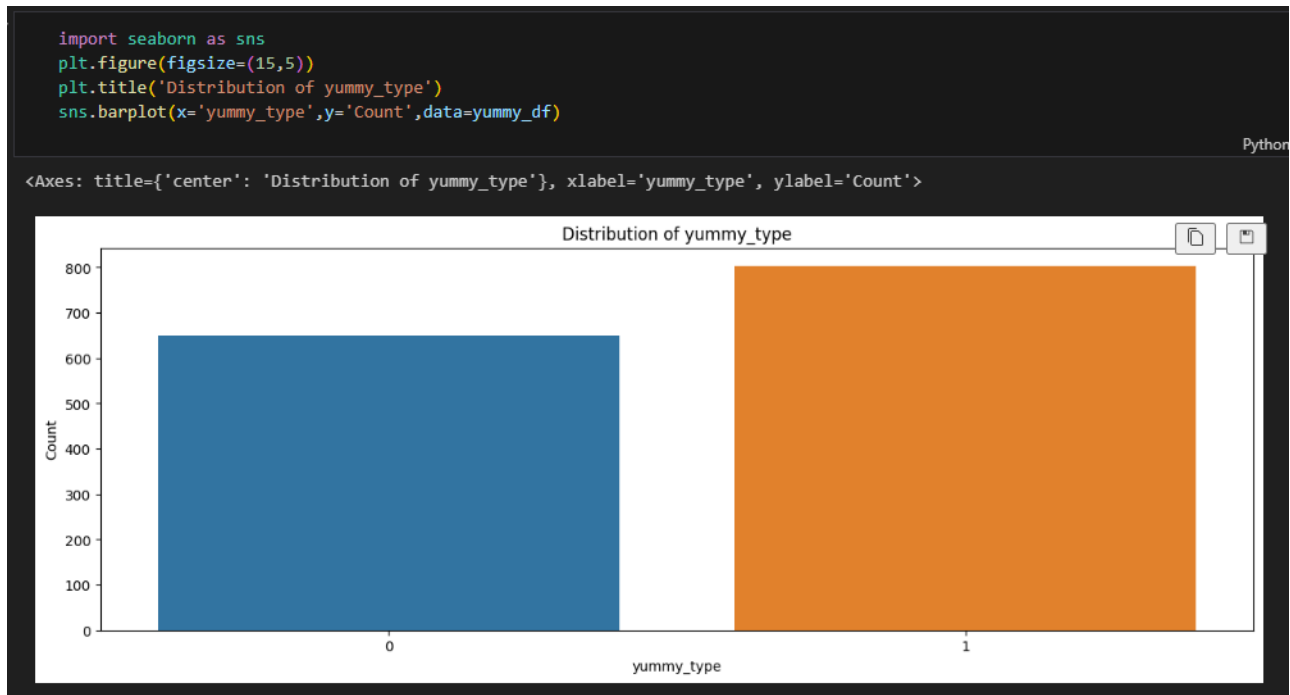 import seaborn as sns
plt.figure(figsize=(15,5))
plt.title('Distribution of yummy_type')
sns.barplot(x='yummy_type',y='Count',data=yummy_df)
Python
<Axes: title={'center': 'Distribution of yummy_type'}, xlabel='yummy_type', ylabel='Count'>
Distribution of yummy_type
800
700
600
500
400
300
200
100
0
Count
0 1
yummy_type